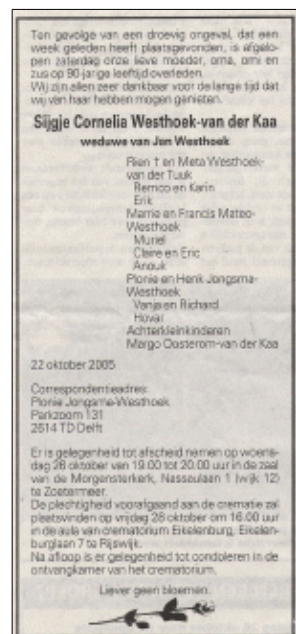 Ten gevolge van een droevig ongeval, dat een
week geleden heeft plaatsgevonden, is afgelo-
pen zaterdag onze lieve moeder, oma, omi en
zus op 90-jarige leeftijd overleden.
Wij zijn allen zeer dankbaar voor de lange tijd dat
wij van haar hebben mogen genieten.
Sijgje Cornelia Westhoek-van der Kaa
weduwe van Jan Westhoek
Rien † en Meta Westhoek-
van der Tuuk
Remco en Karin
Erik
Marrie en Francis Mateo-
Westhoek
Muriel
Claire en Eric
Anouk
Plonie en Henk Jongsma-
Westhoek
Vanja en Richard
Hovar
Achterkleinkinderen
Margo Oosterom-van der Kaa
22 oktober 2005
Correspondentieadres:
Plonie Jongsma-Westhoek
Parkzoom 131
2614 TD Delft
Er is gelegenheid tot afscheid nemen op woens-
dag 26 oktober van 19.00 tot 20.00 uur in de zaal
van de Morgensterkerk, Nassaulaan 1 (wijk 12)
te Zoetermeer.
De plechtigheid voorafgaand aan de crematie zal
plaatsvinden op vrijdag 28 oktober om 16.00 uur
in de aula van crematorium Eikelenburg, Eikelen-
burglaan 7 te Rijswijk.
Na afloop is er gelegenheid tot condoleren in de
ontvangkamer van het crematorium.
Liever geen bloemen.